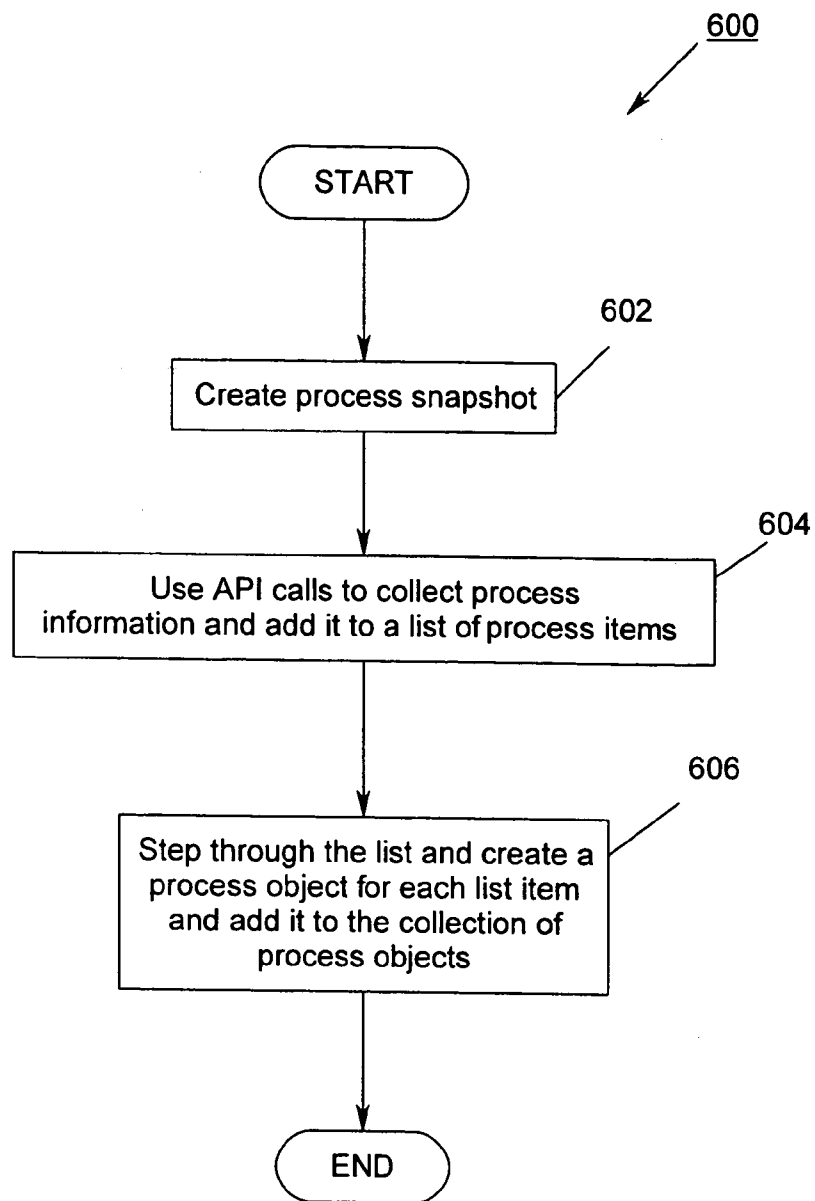 600
START
602
Create process snapshot
604
Use API calls to collect process
information and add it to a list of process items
606
Step through the list and create a
process object for each list item
and add it to the collection of
process objects
END